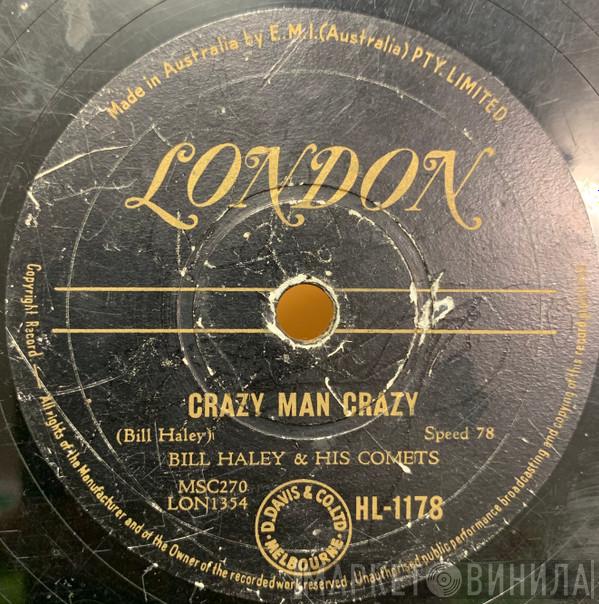 Made in Australia by E.M.I.(Australia) PTY. LIMITED
LONDON
CRAZY MAN CRAZY
(Bill Haley) Speed 78
BILL HALEY & HIS COMETS
MSC270
LON1354
HL-1178
D. DAVIS & CO. LTD
MELBOURNE
Copyright Record — All rights of the Manufacturer and of the Owner of the recorded work reserved. Unauthorised public performance broadcasting and copying of this record
МАРКЕТ ВИНИЛА